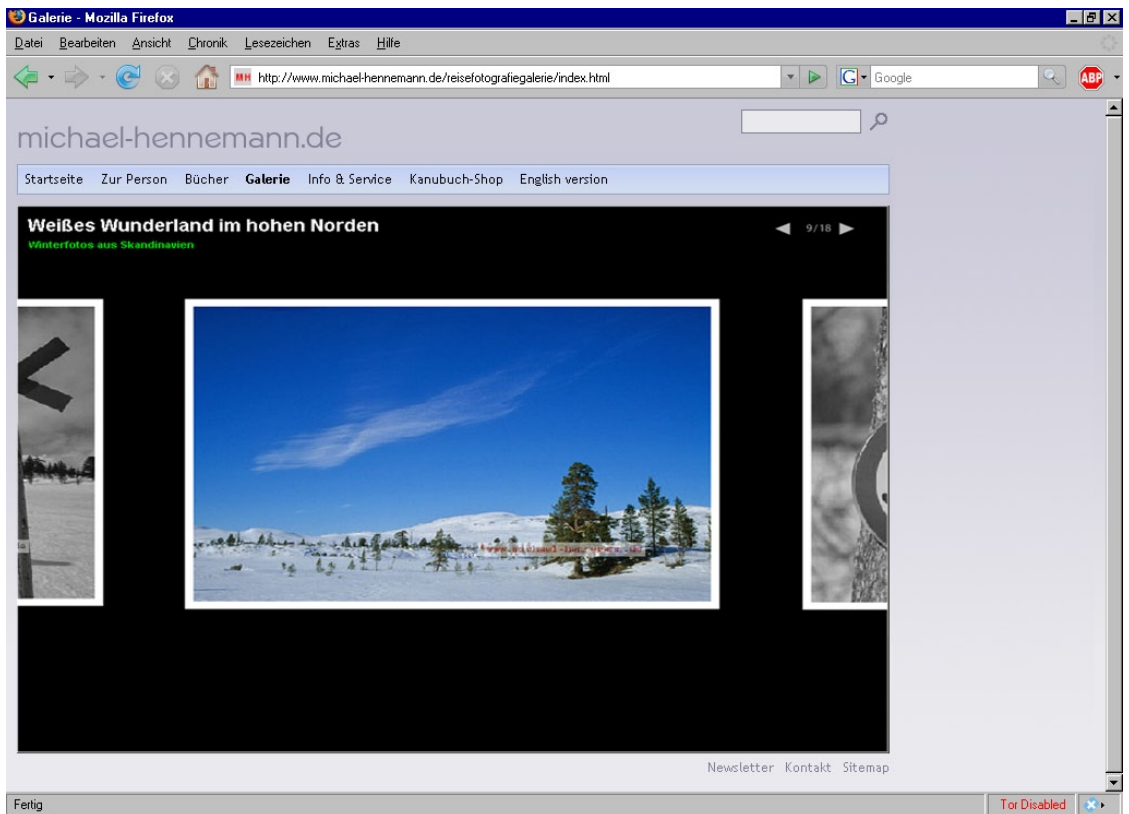 Galerie - Mozilla Firefox
Datei Bearbeiten Ansicht Chronik Lesezeichen Extras Hilfe
MH http://www.michael-hennemann.de/reisefotografiegalerie/index.html G Google ABP
michael-hennemann.de
Startseite Zur Person Bücher Galerie Info & Service Kanubuch-Shop English version
Weißes Wunderland im hohen Norden 9/18
Winterfotos aus Skandinavien
Newsletter Kontakt Sitemap
Fertig Tor Disabled